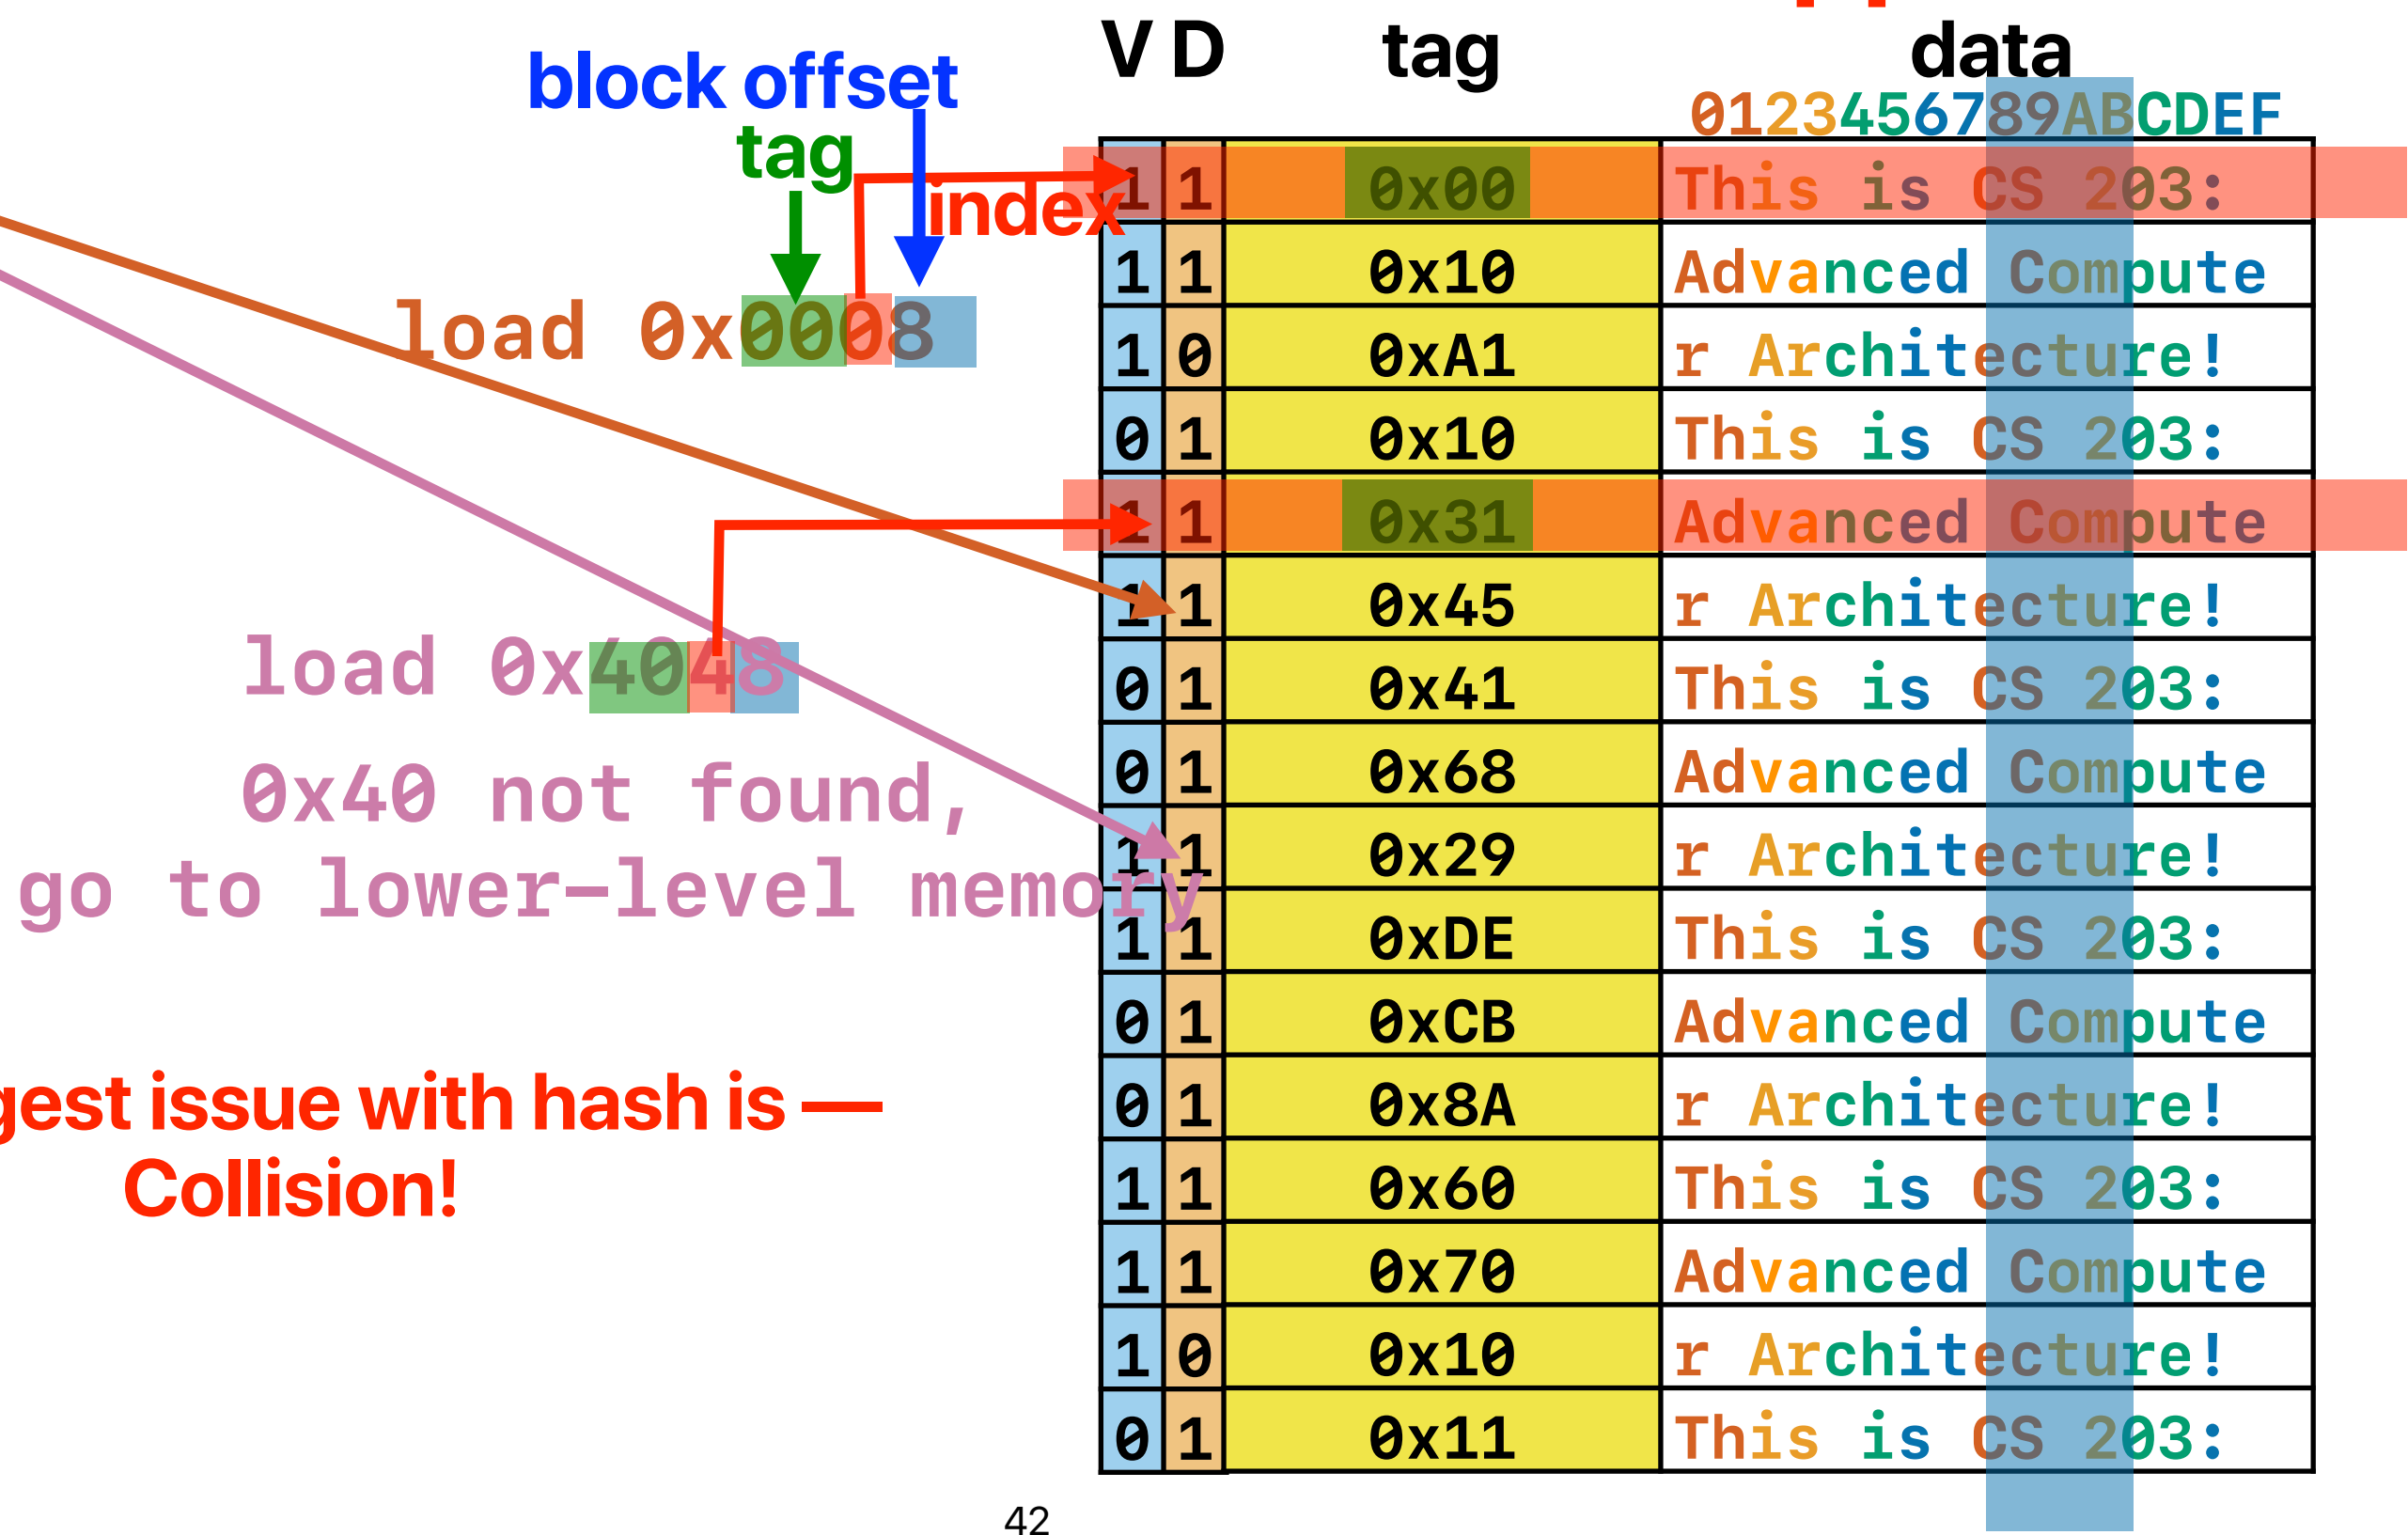 V D tag data
block offset
0123456789ABCDEF
tag
index
1 1 0x00 This is CS 203:
1 1 0x10 Advanced Compute
load 0x0008
1 0 0xA1 r Architecture!
0 1 0x10 This is CS 203:
1 1 0x31 Advanced Compute
1 1 0x45 r Architecture!
load 0x4048
0 1 0x41 This is CS 203:
0x40 not found,
0 1 0x68 Advanced Compute
1 1 0x29 r Architecture!
go to lower-level memory
1 1 0xDE This is CS 203:
0 1 0xCB Advanced Compute
gest issue with hash is —
0 1 0x8A r Architecture!
Collision!
1 1 0x60 This is CS 203:
1 1 0x70 Advanced Compute
1 0 0x10 r Architecture!
0 1 0x11 This is CS 203:
42